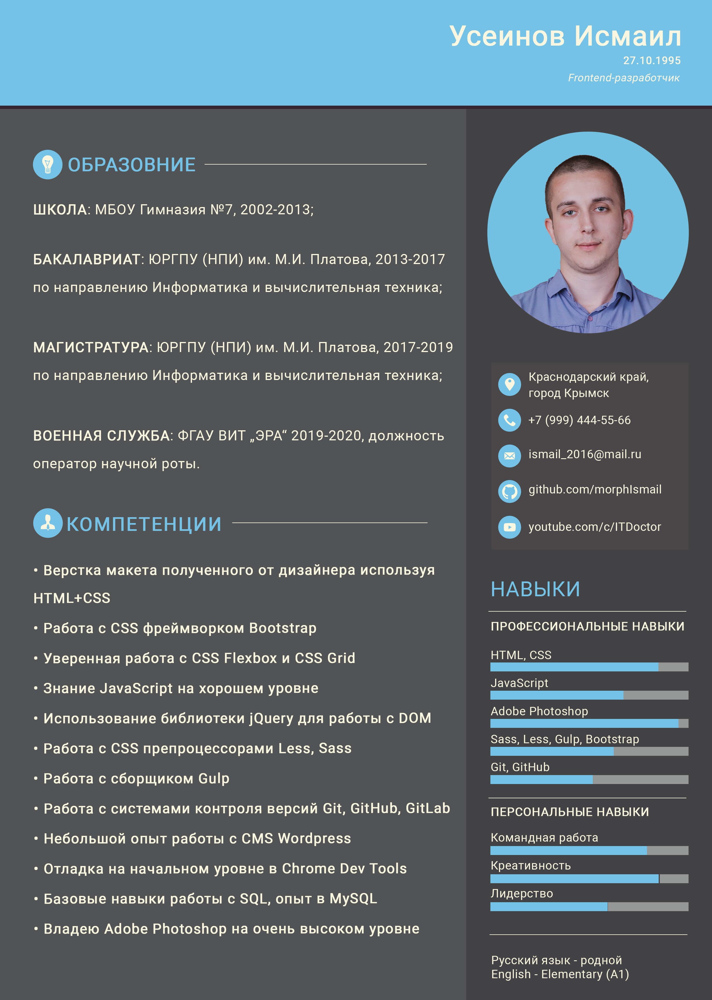 Усеинов Исмаил
27.10.1995
Frontend-разработчик
ОБРАЗОВНИЕ
ШКОЛА: МБОУ Гимназия №7, 2002-2013;
БАКАЛАВРИАТ: ЮРГПУ (НПИ) им. М.И. Платова, 2013-2017
по направлению Информатика и вычислительная техника;
МАГИСТРАТУРА: ЮРГПУ (НПИ) им. М.И. Платова, 2017-2019
по направлению Информатика и вычислительная техника;
ВОЕННАЯ СЛУЖБА: ФГАУ ВИТ „ЭРА“ 2019-2020, должность
оператор научной роты.
КОМПЕТЕНЦИИ
• Верстка макета полученного от дизайнера используя
HTML+CSS
• Работа с CSS фреймворком Bootstrap
• Уверенная работа с CSS Flexbox и CSS Grid
• Знание JavaScript на хорошем уровне
• Использование библиотеки jQuery для работы с DOM
• Работа с CSS препроцессорами Less, Sass
• Работа с сборщиком Gulp
• Работа с системами контроля версий Git, GitHub, GitLab
• Небольшой опыт работы с CMS Wordpress
• Отладка на начальном уровне в Chrome Dev Tools
• Базовые навыки работы с SQL, опыт в MySQL
• Владею Adobe Photoshop на очень высоком уровне
Краснодарский край,
город Крымск
+7 (999) 444-55-66
ismail_2016@mail.ru
github.com/morphIsmail
youtube.com/c/ITDoctor
НАВЫКИ
ПРОФЕССИОНАЛЬНЫЕ НАВЫКИ
HTML, CSS
JavaScript
Adobe Photoshop
Sass, Less, Gulp, Bootstrap
Git, GitHub
ПЕРСОНАЛЬНЫЕ НАВЫКИ
Командная работа
Креативность
Лидерство
Русский язык - родной
English - Elementary (A1)